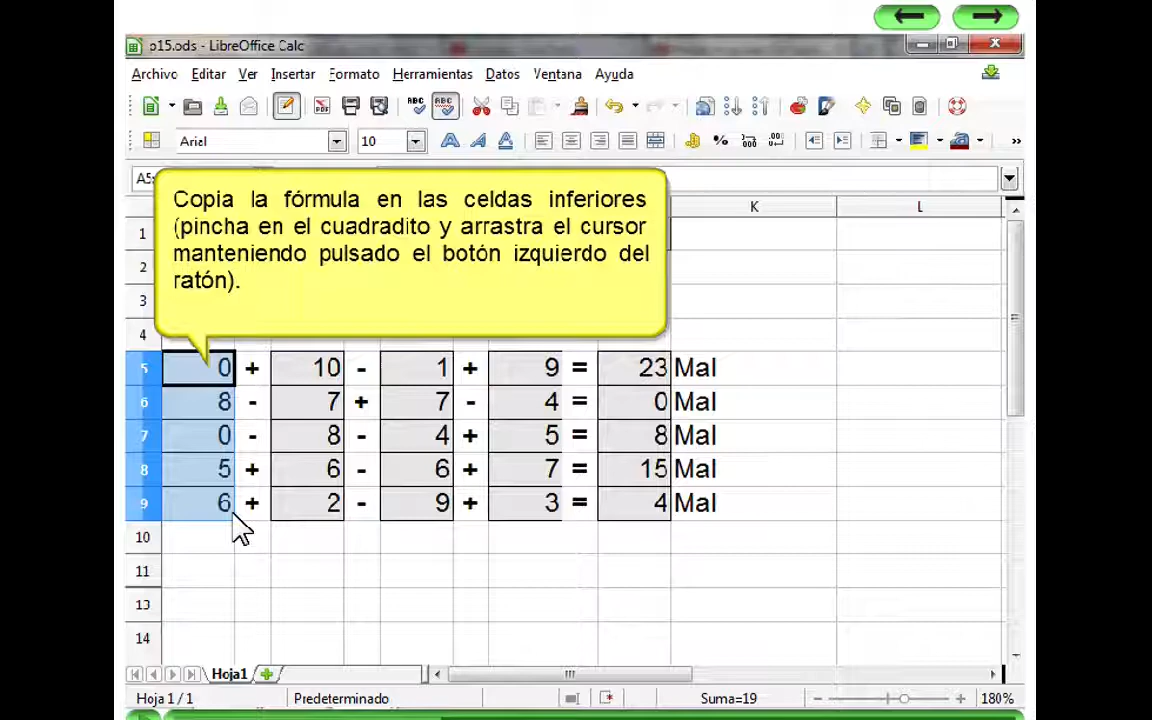 p15.ods - LibreOffice Calc
Archivo Editar Ver Insertar Formato Herramientas Datos Ventana Ayuda
Arial 10
A5:
Copia la fórmula en las celdas inferiores
(pincha en el cuadradito y arrastra el cursor
manteniendo pulsado el botón izquierdo del
ratón).
K L
1
2
3
4
5 0 + 10 - 1 + 9 = 23 Mal
6 8 - 7 + 7 - 4 = 0 Mal
7 0 - 8 - 4 + 5 = 8 Mal
8 5 + 6 - 6 + 7 = 15 Mal
9 6 + 2 - 9 + 3 = 4 Mal
10
11
13
14
Hoja1
Hoja 1 / 1 Predeterminado Suma=19 180%